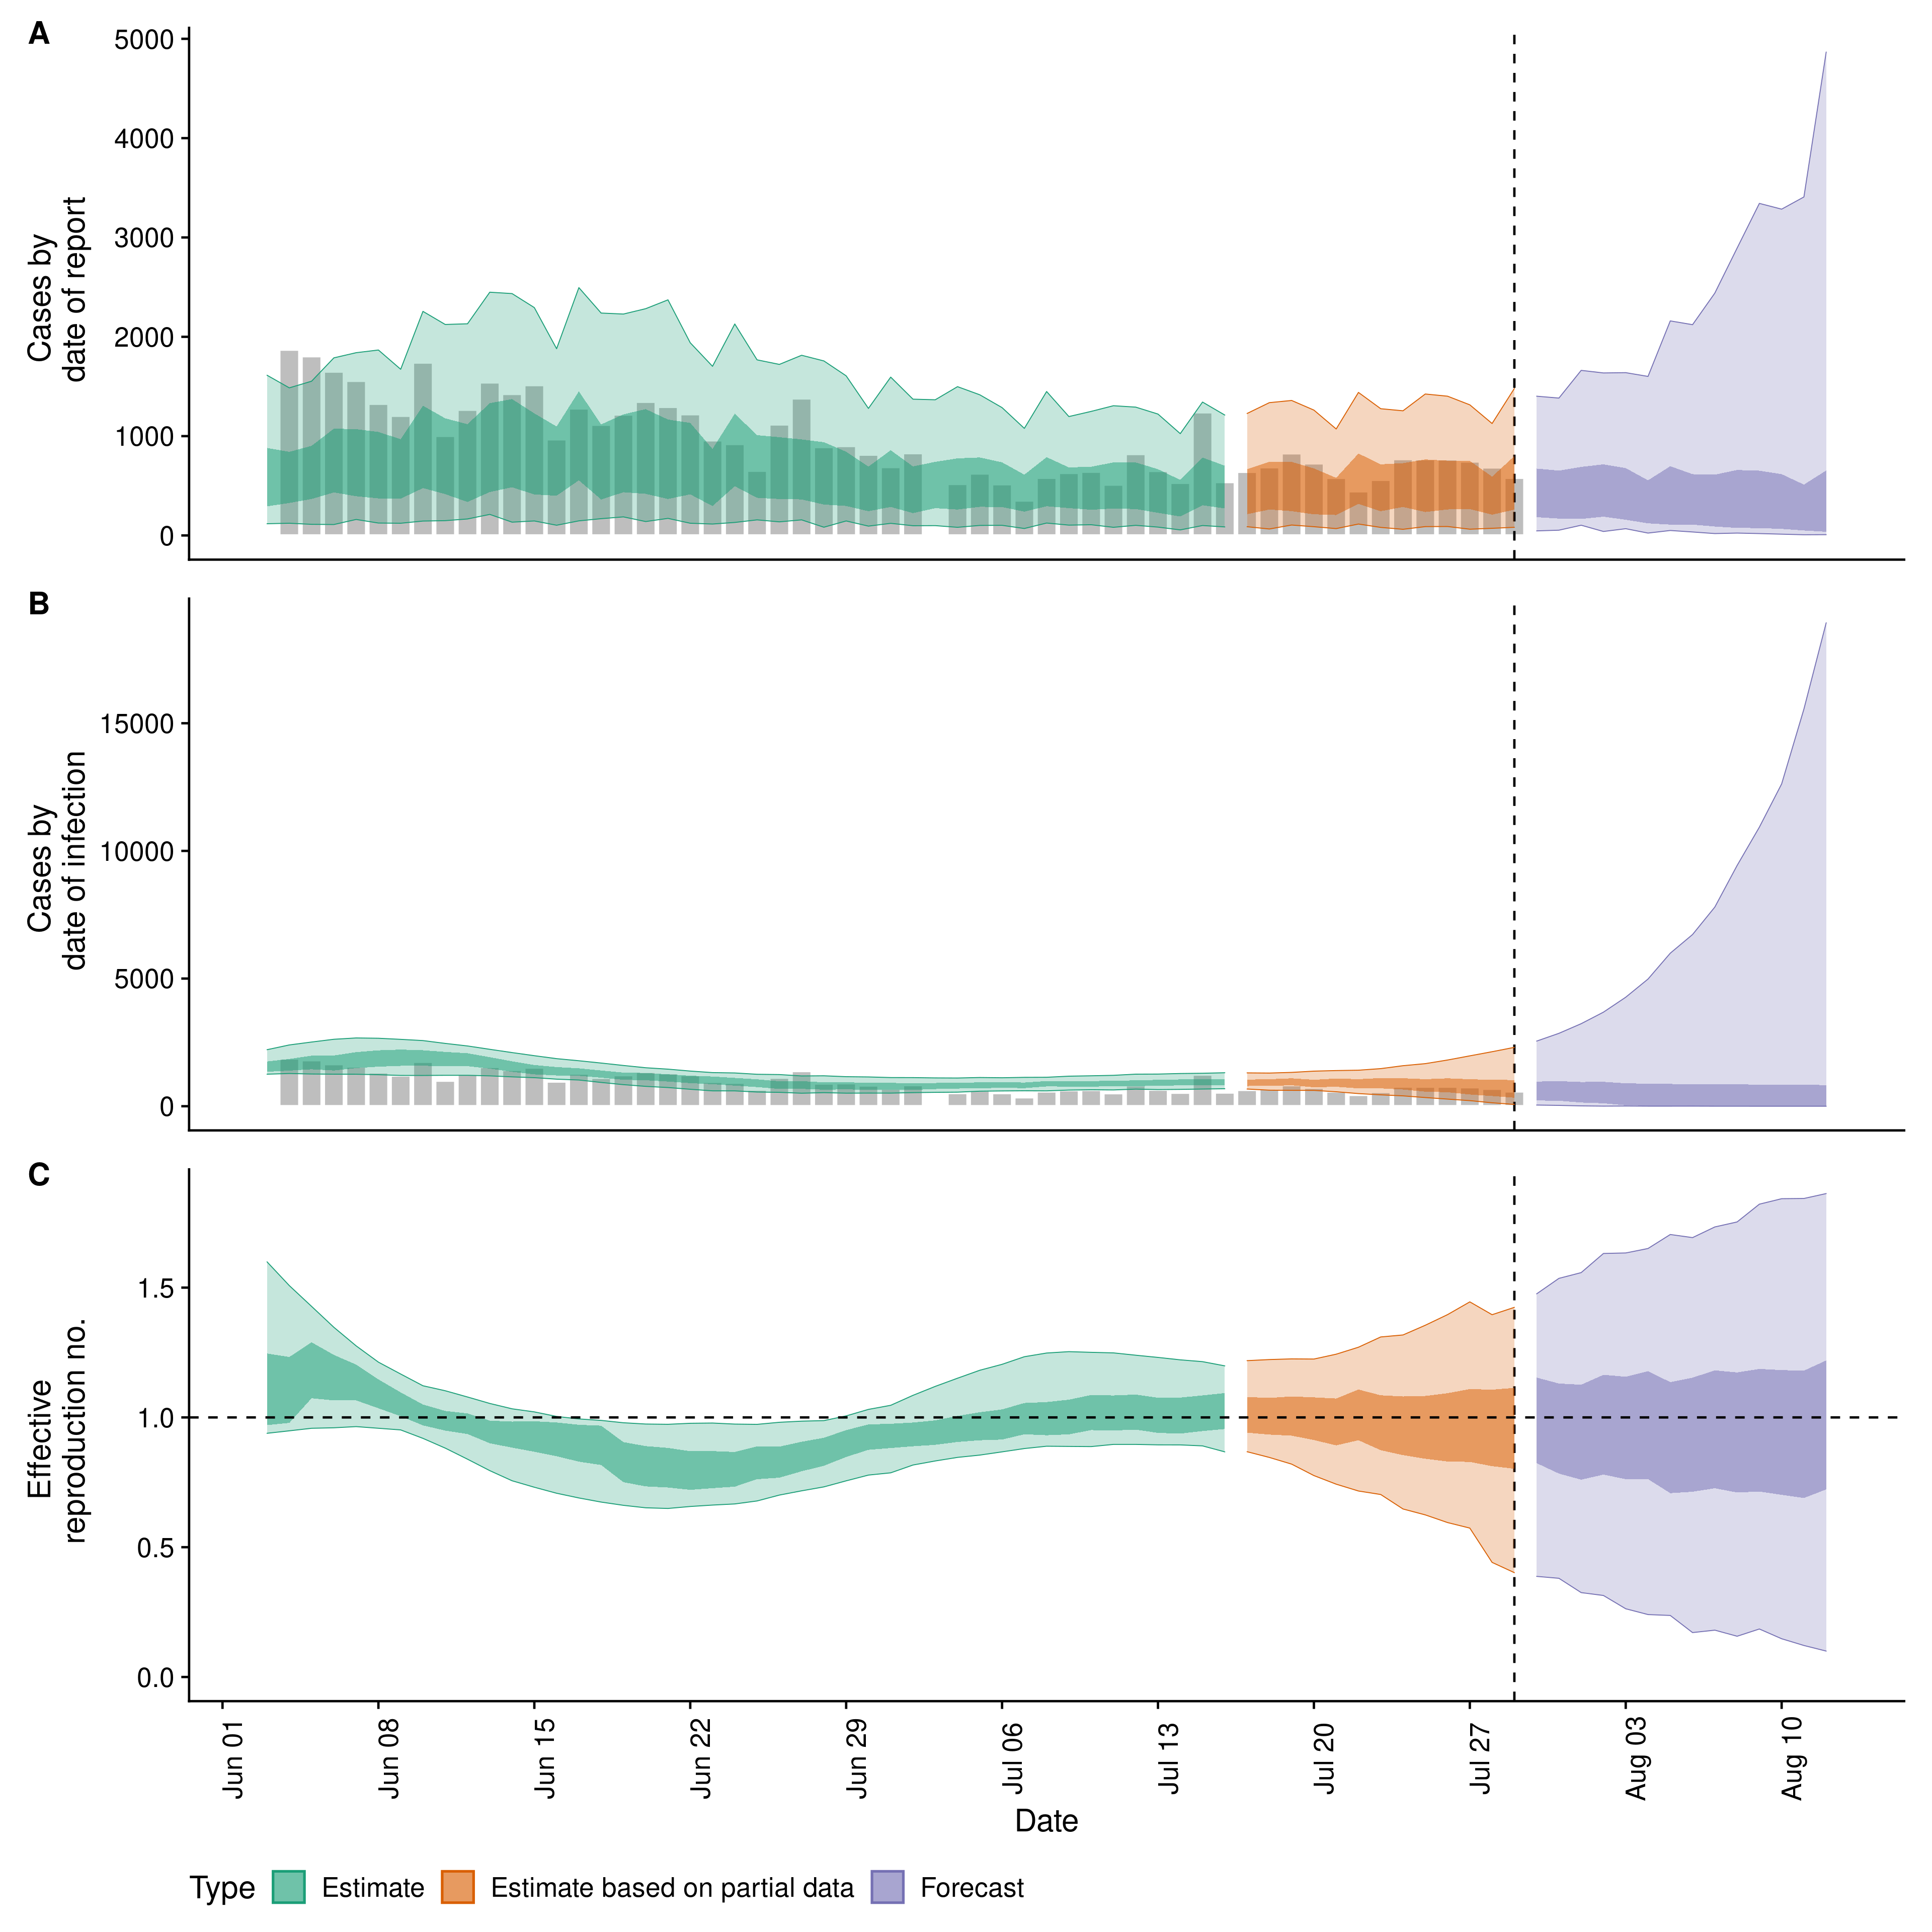 A
Cases by
date of report
5000
4000
3000
2000
1000
0
B
Cases by
date of infection
15000
10000
5000
0
C
Effective
reproduction no.
1.5
1.0
0.5
0.0
Jun 01
Jun 08
Jun 15
Jun 22
Jun 29
Jul 06
Jul 13
Jul 20
Jul 27
Aug 03
Aug 10
Date
Type Estimate Estimate based on partial data Forecast